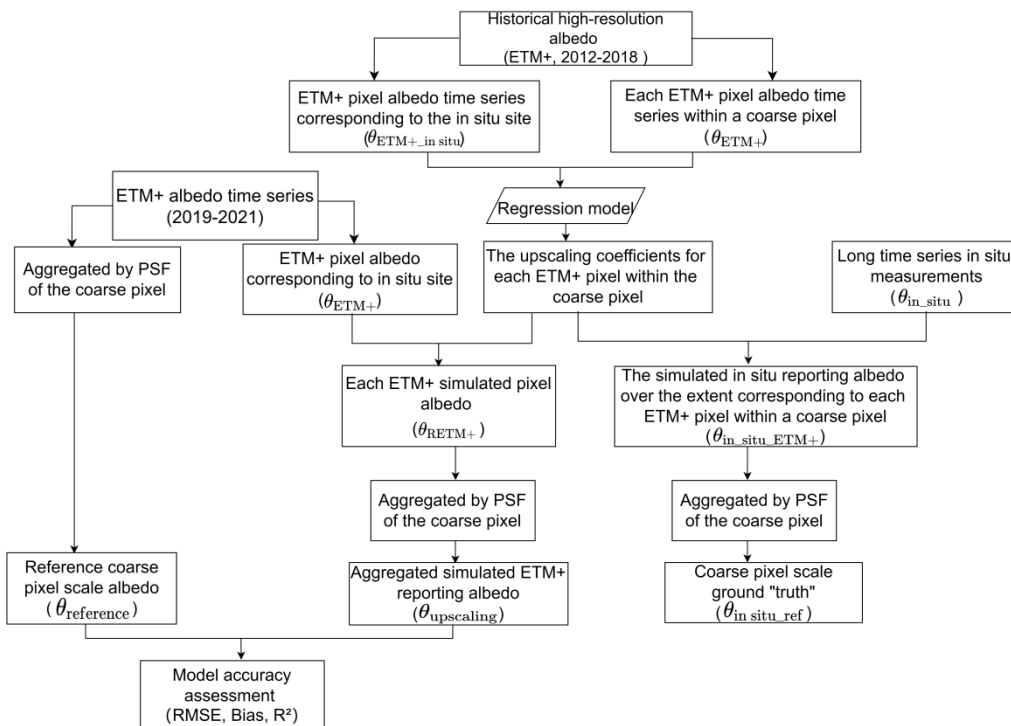 Historical high-resolution
albedo
(ETM+, 2012-2018 )
ETM+ pixel albedo time series
corresponding to the in situ site
(θETM+_in situ)
Each ETM+ pixel albedo time
series within a coarse pixel
(θETM+)
ETM+ albedo time series
(2019-2021)
Regression model
Aggregated by PSF
of the coarse pixel
ETM+ pixel albedo
corresponding to in situ site
(θETM+)
The upscaling coefficients for
each ETM+ pixel within the
coarse pixel
Long time series in situ
measurements
(θin_situ )
Each ETM+ simulated pixel
albedo
(θRETM+)
The simulated in situ reporting albedo
over the extent corresponding to each
ETM+ pixel within a coarse pixel
(θin_situ_ETM+)
Aggregated by PSF
of the coarse pixel
Aggregated by PSF
of the coarse pixel
Reference coarse
pixel scale albedo
(θreference)
Aggregated simulated ETM+
reporting albedo
(θupscaling)
Coarse pixel scale
ground "truth"
(θin situ_ref)
Model accuracy
assessment
(RMSE, Bias, R²)